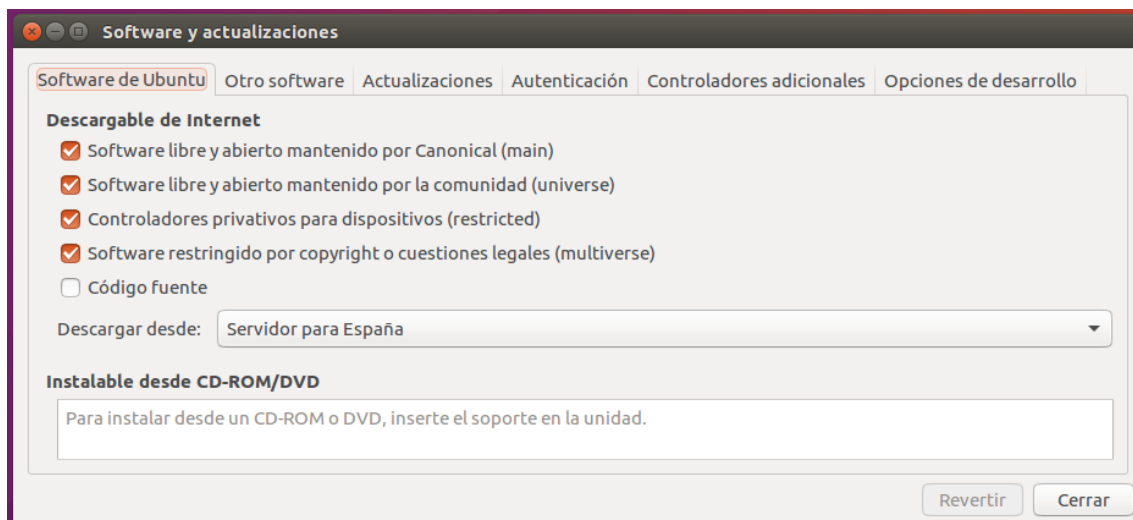 Software y actualizaciones
Software de Ubuntu Otro software Actualizaciones Autenticación Controladores adicionales Opciones de desarrollo
Descargable de Internet
Software libre y abierto mantenido por Canonical (main)
Software libre y abierto mantenido por la comunidad (universe)
Controladores privativos para dispositivos (restricted)
Software restringido por copyright o cuestiones legales (multiverse)
Código fuente
Descargar desde: Servidor para España
Instalable desde CD-ROM/DVD
Para instalar desde un CD-ROM o DVD, inserte el soporte en la unidad.
Revertir Cerrar